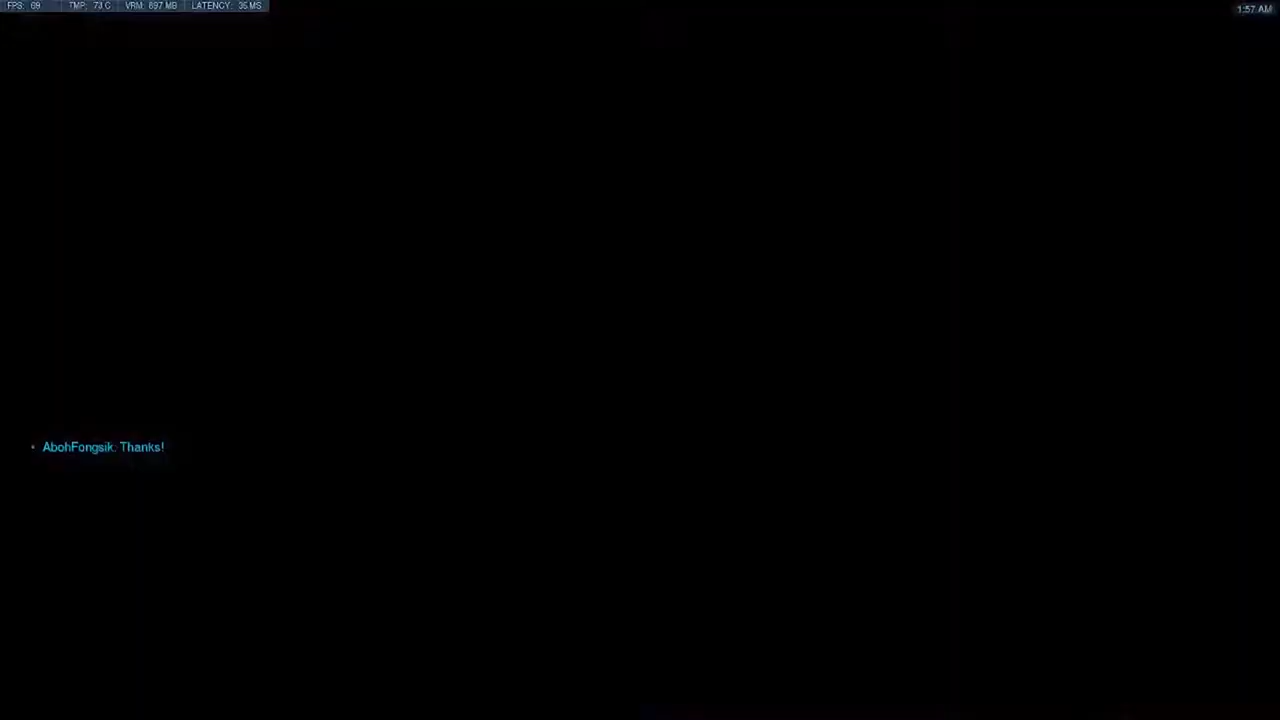 FPS: 69 TMP: 73 C VRM: 897 MB LATENCY: 35 MS
1:57 AM
• AbohFongsik: Thanks!